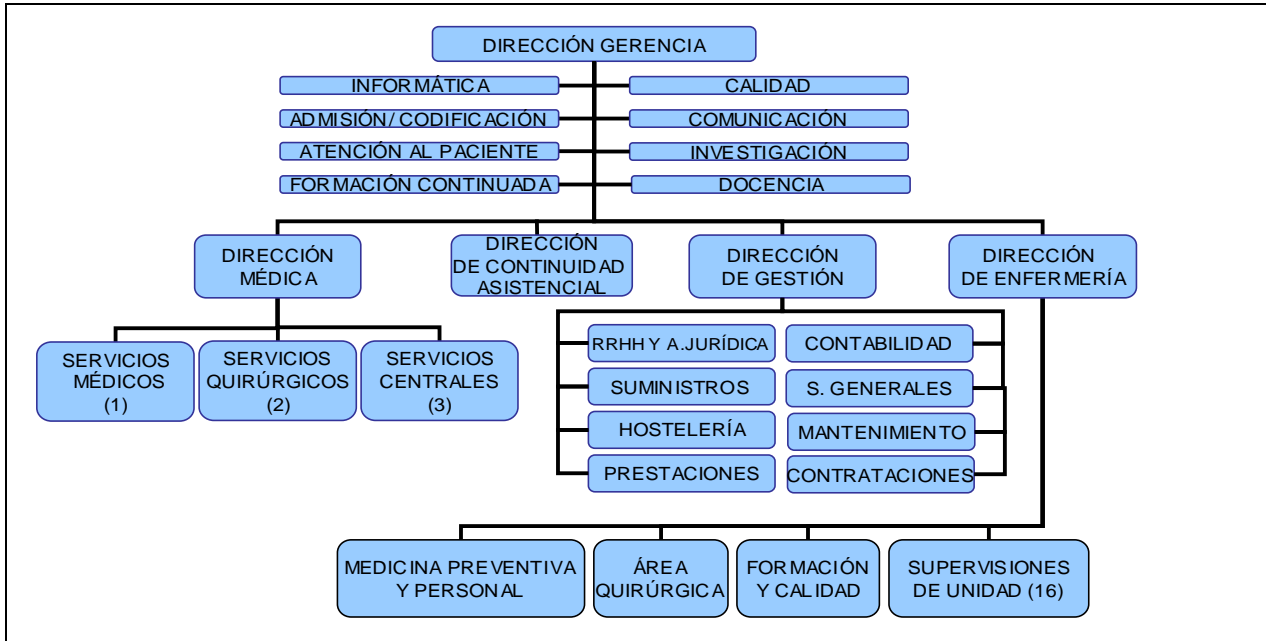 DIRECCIÓN GERENCIA
INFORMÁTICA
CALIDAD
ADMISIÓN/ CODIFICACIÓN
COMUNICACIÓN
ATENCIÓN AL PACIENTE
INVESTIGACIÓN
FORMACIÓN CONTINUADA
DOCENCIA
DIRECCIÓN
MÉDICA
DIRECCIÓN
DE CONTINUIDAD
ASISTENCIAL
DIRECCIÓN
DE GESTIÓN
DIRECCIÓN
DE ENFERMERÍA
SERVICIOS
MÉDICOS
(1)
SERVICIOS
QUIRÚRGICOS
(2)
SERVICIOS
CENTRALES
(3)
RRHH Y A.JURÍDICA
CONTABILIDAD
SUMINISTROS
S. GENERALES
HOSTELERÍA
MANTENIMIENTO
PRESTACIONES
CONTRATACIONES
MEDICINA PREVENTIVA
Y PERSONAL
ÁREA
QUIRÚRGICA
FORMACIÓN
Y CALIDAD
SUPERVISIONES
DE UNIDAD (16)